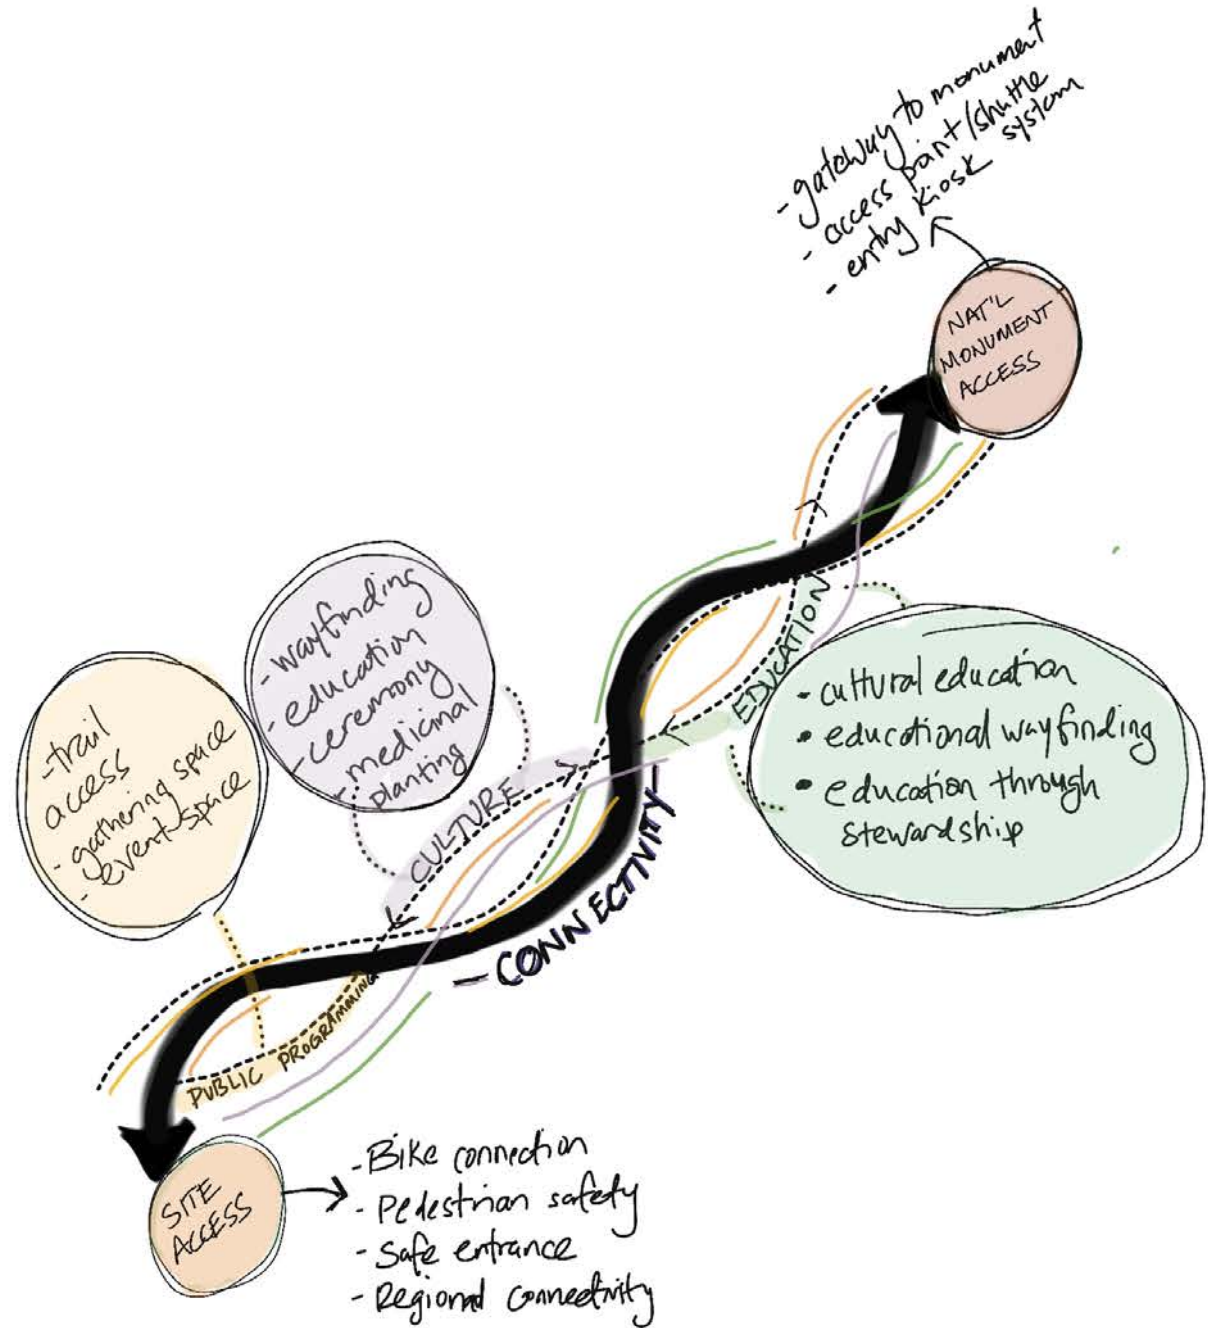 - gateway to monument
- access point/shuttle
system
- entry kiosk
NAT'L
MONUMENT
ACCESS
- wayfinding
- education
- ceremony
- medicinal
planting
- trail
access
- gathering space
- event space
EDUCATION
- cultural education
• educational wayfinding
• education through
stewardship
CULTURE
- CONNECTIVITY -
PUBLIC PROGRAMMING
SITE
ACCESS
- Bike connection
- Pedestrian safety
- Safe entrance
- Regional connectivity